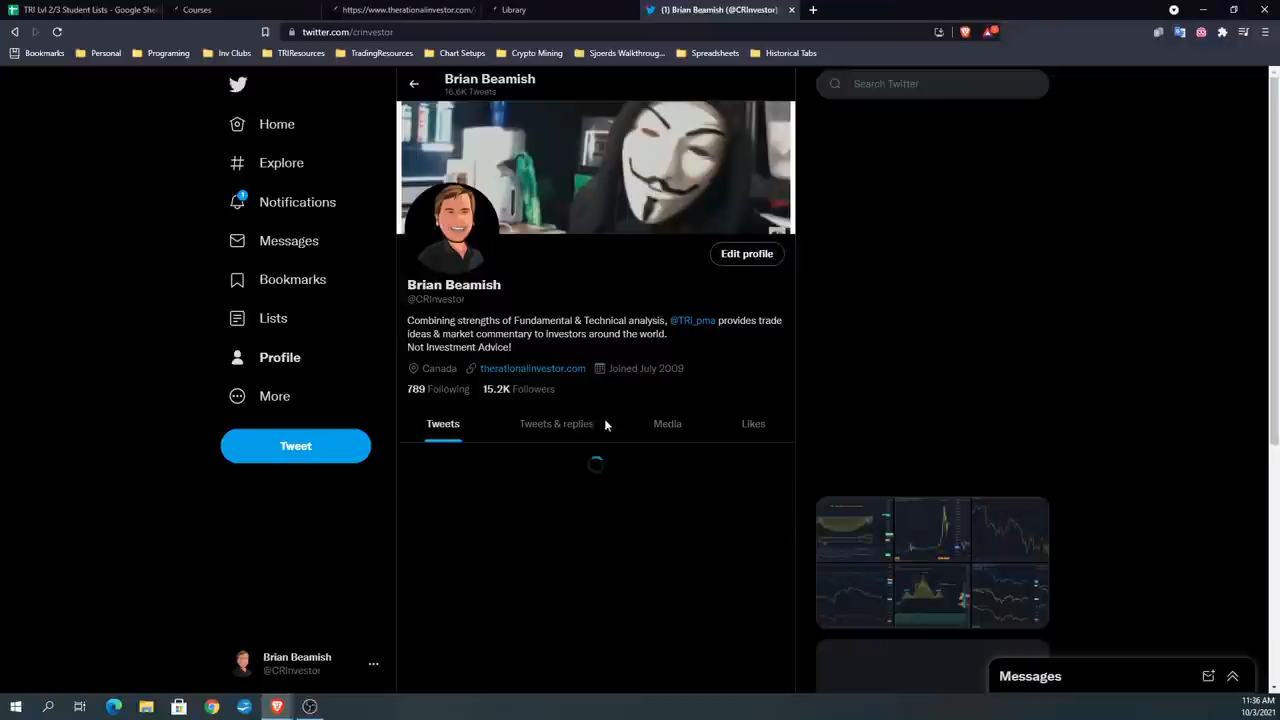 TRI Lvl 2/3 Student Lists - Google She
Courses
https://www.therationalinvestor.com/
Library
(1) Brian Beamish (@CRInvestor)
twitter.com/crinvestor
Bookmarks
Personal
Programing
Inv Clubs
TRIResources
TradingResources
Chart Setups
Crypto Mining
Sjoerds Walkthroug...
Spreadsheets
Historical Tabs
Brian Beamish
16.6K Tweets
Search Twitter
Home
Explore
1
Notifications
Messages
Bookmarks
Lists
Profile
More
Tweet
Edit profile
Brian Beamish
@CRInvestor
Combining strengths of Fundamental & Technical analysis, @TRi_pma provides trade
ideas & market commentary to investors around the world.
Not Investment Advice!
Canada therationalinvestor.com Joined July 2009
789 Following 15.2K Followers
Tweets Tweets & replies Media Likes
Brian Beamish
@CRInvestor
Messages
11:36 AM
10/3/2021